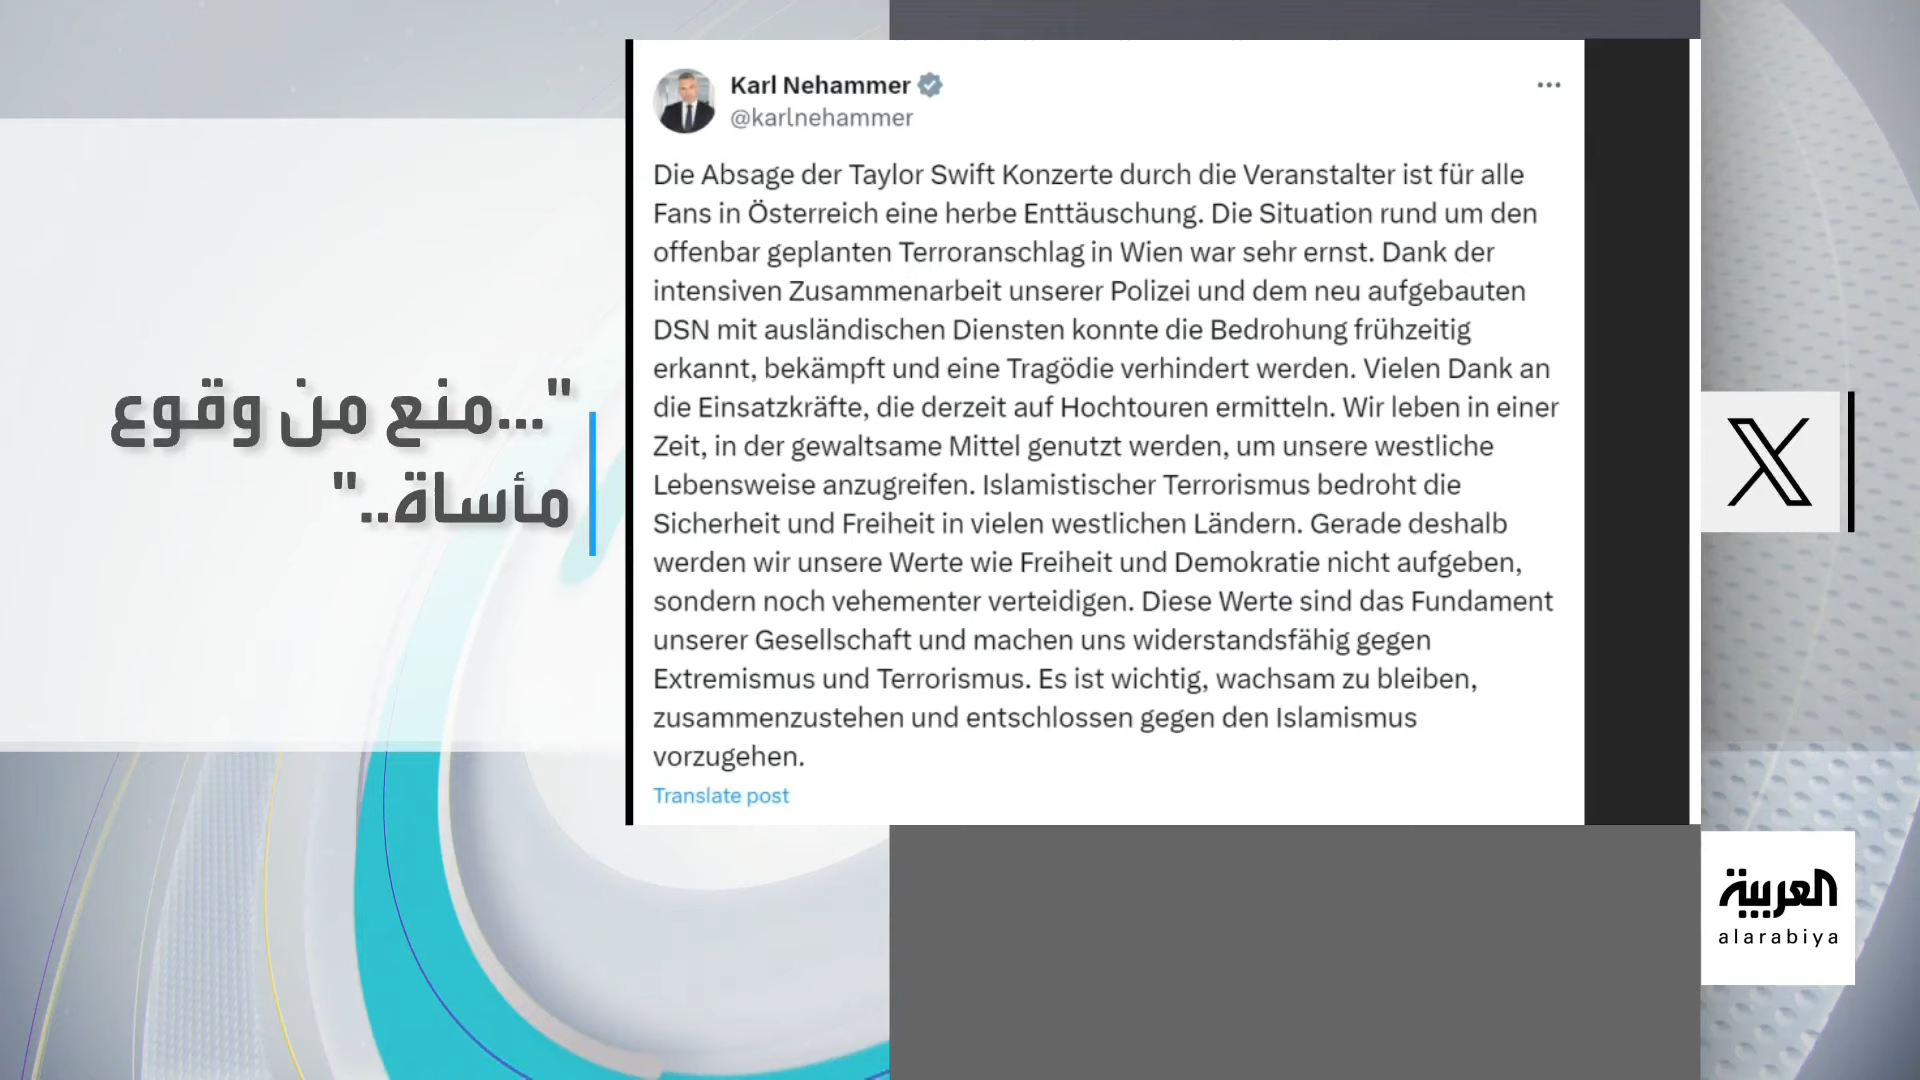 "...منع من وقوع
مأساة.."
Karl Nehammer
@karlnehammer
Die Absage der Taylor Swift Konzerte durch die Veranstalter ist für alle
Fans in Österreich eine herbe Enttäuschung. Die Situation rund um den
offenbar geplanten Terroranschlag in Wien war sehr ernst. Dank der
intensiven Zusammenarbeit unserer Polizei und dem neu aufgebauten
DSN mit ausländischen Diensten konnte die Bedrohung frühzeitig
erkannt, bekämpft und eine Tragödie verhindert werden. Vielen Dank an
die Einsatzkräfte, die derzeit auf Hochtouren ermitteln. Wir leben in einer
Zeit, in der gewaltsame Mittel genutzt werden, um unsere westliche
Lebensweise anzugreifen. Islamistischer Terrorismus bedroht die
Sicherheit und Freiheit in vielen westlichen Ländern. Gerade deshalb
werden wir unsere Werte wie Freiheit und Demokratie nicht aufgeben,
sondern noch vehementer verteidigen. Diese Werte sind das Fundament
unserer Gesellschaft und machen uns widerstandsfähig gegen
Extremismus und Terrorismus. Es ist wichtig, wachsam zu bleiben,
zusammenzustehen und entschlossen gegen den Islamismus
vorzugehen.
Translate post
X
العربية
alarabiya